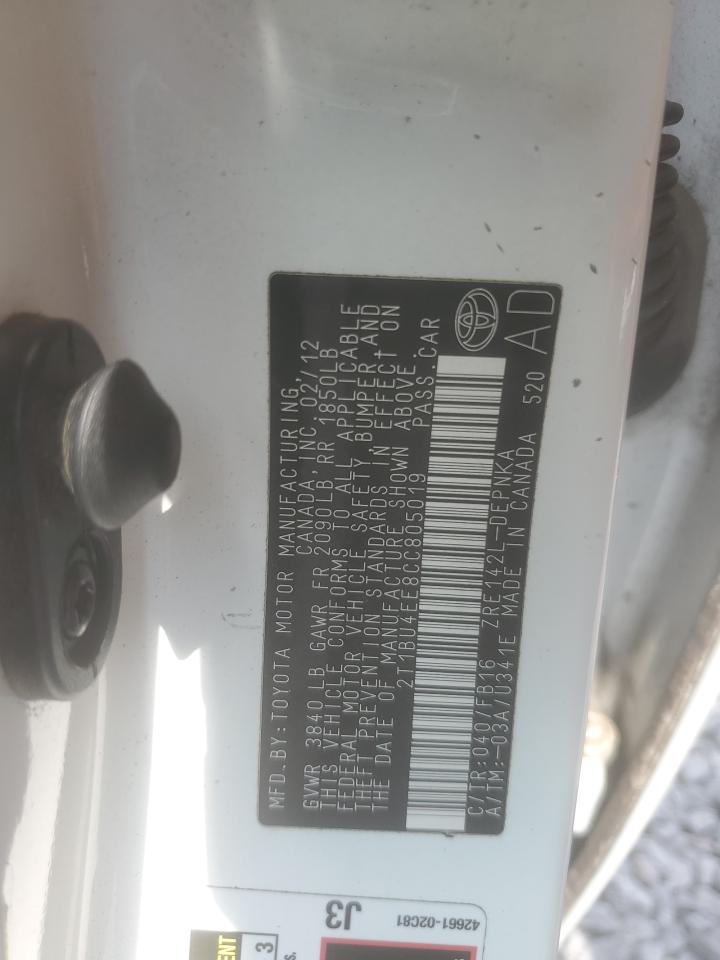 MFD.BY:TOYOTA MOTOR MANUFACTURING,
CANADA,INC. 02/12
GVWR 3840LB GAWR FR 2090LB RR 1850LB
THIS VEHICLE CONFORMS TO ALL APPLICABLE
FEDERAL MOTOR VEHICLE SAFETY,BUMPER,AND
THEFT PREVENTION STANDARDS IN EFFECT ON
THE DATE OF MANUFACTURE SHOWN ABOVE.
2T1BU4EE8CC805019 PASS.CAR
C/TR:040/FB16 ZRE142L-DEPNKA
A/TM:-03A/U341E MADE IN CANADA 520
AD
J3
42661-02C81
3